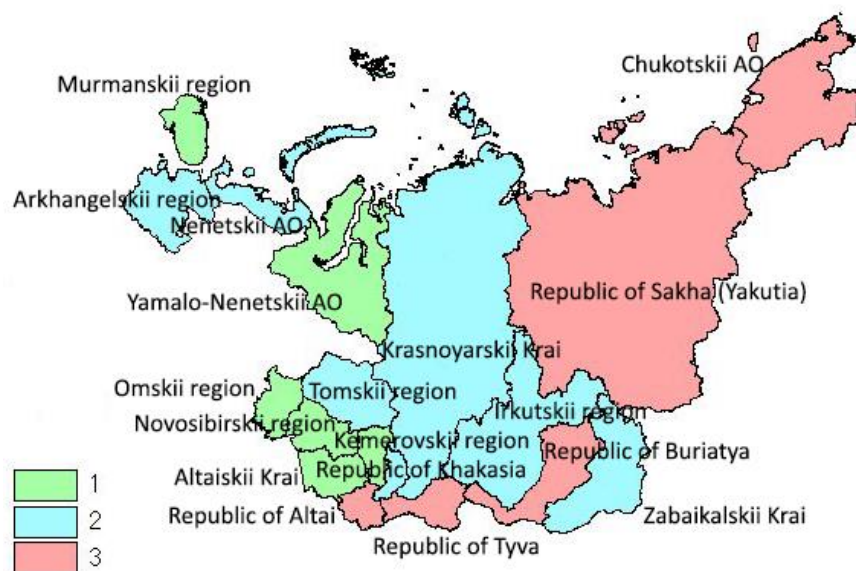 Chukotskii AO
Murmanskii region
Arkhangelskii region
Nenetskii AO
Yamalo-Nenetskii AO
Republic of Sakha (Yakutia)
Krasnoyarskii Krai
Omskii region
Tomskii region
Irkutskii region
Novosibirskii region
Kemerovskii region
Republic of Buriatya
Altaiskii Krai
Republic of Khakasia
1
Republic of Altai
Zabaikalskii Krai
2
Republic of Tyva
3